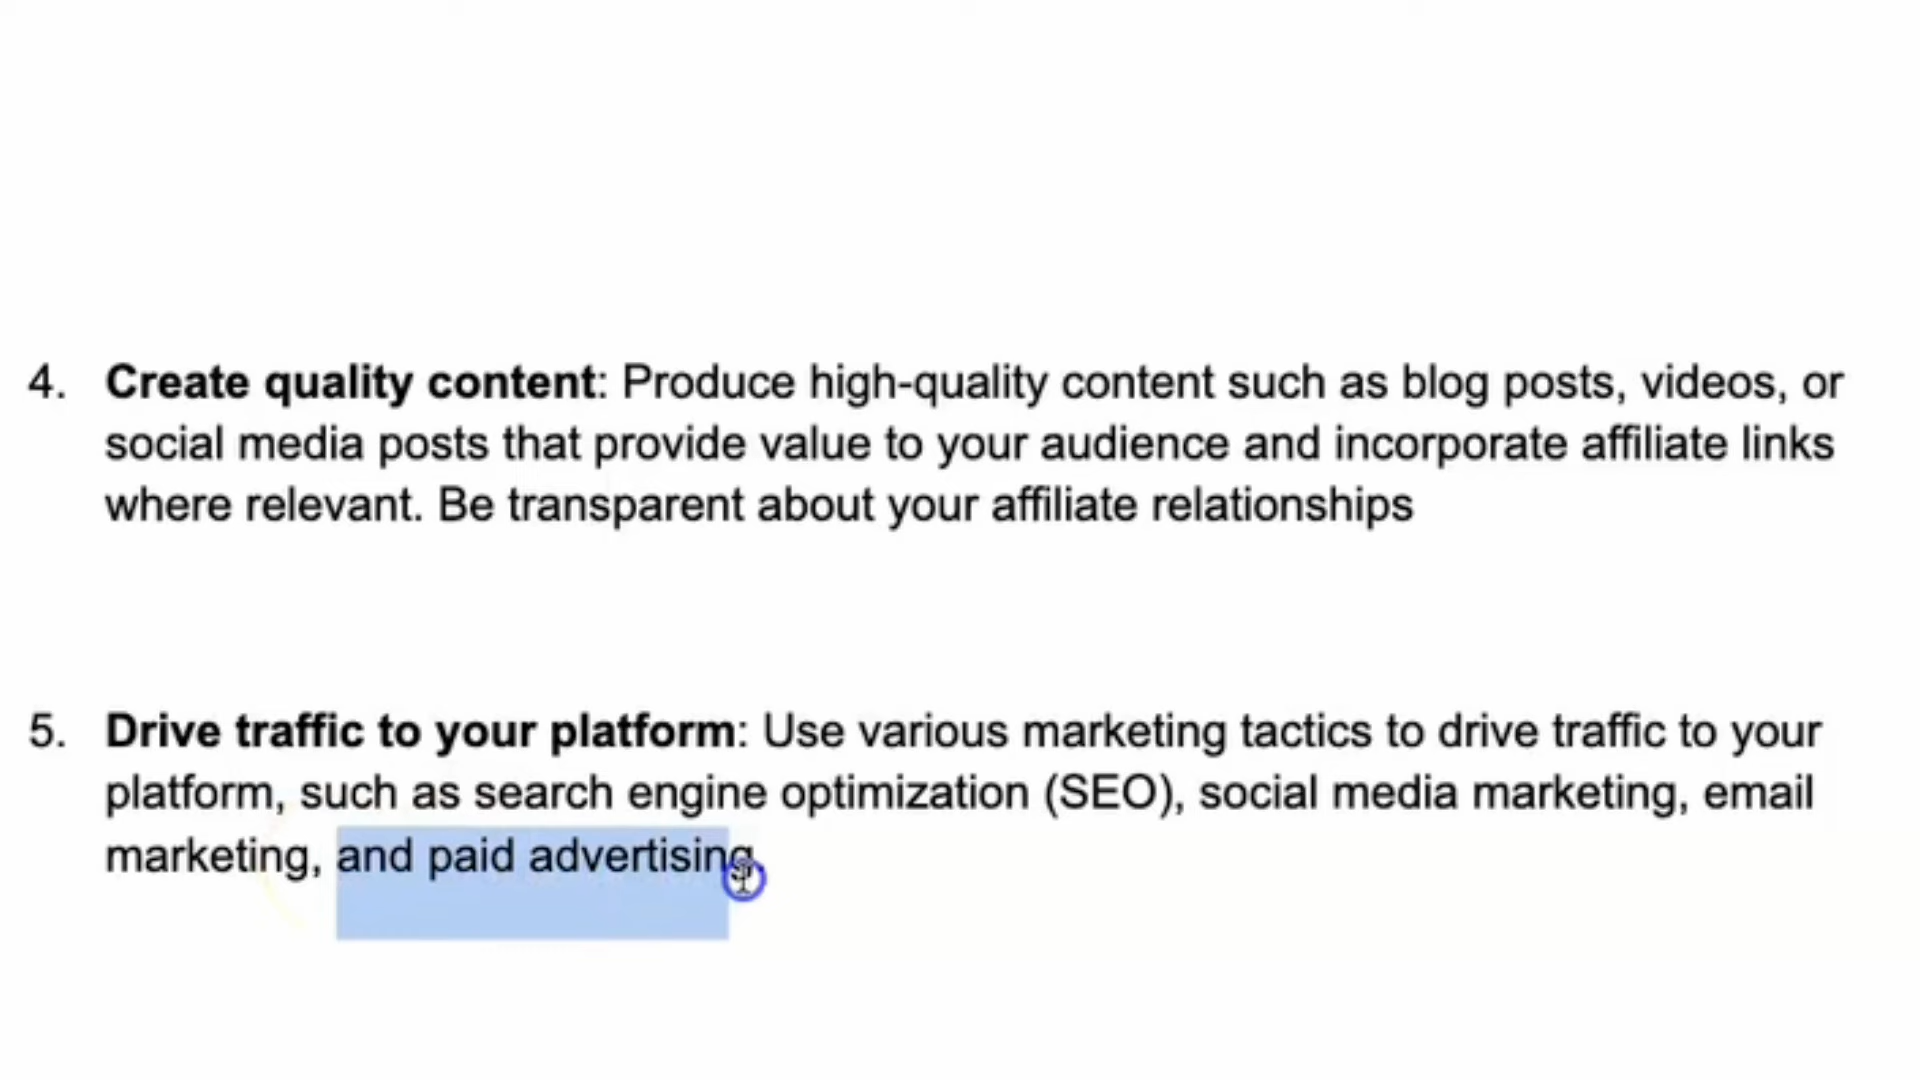 4. Create quality content: Produce high-quality content such as blog posts, videos, or
social media posts that provide value to your audience and incorporate affiliate links
where relevant. Be transparent about your affiliate relationships
5. Drive traffic to your platform: Use various marketing tactics to drive traffic to your
platform, such as search engine optimization (SEO), social media marketing, email
marketing, and paid advertising.